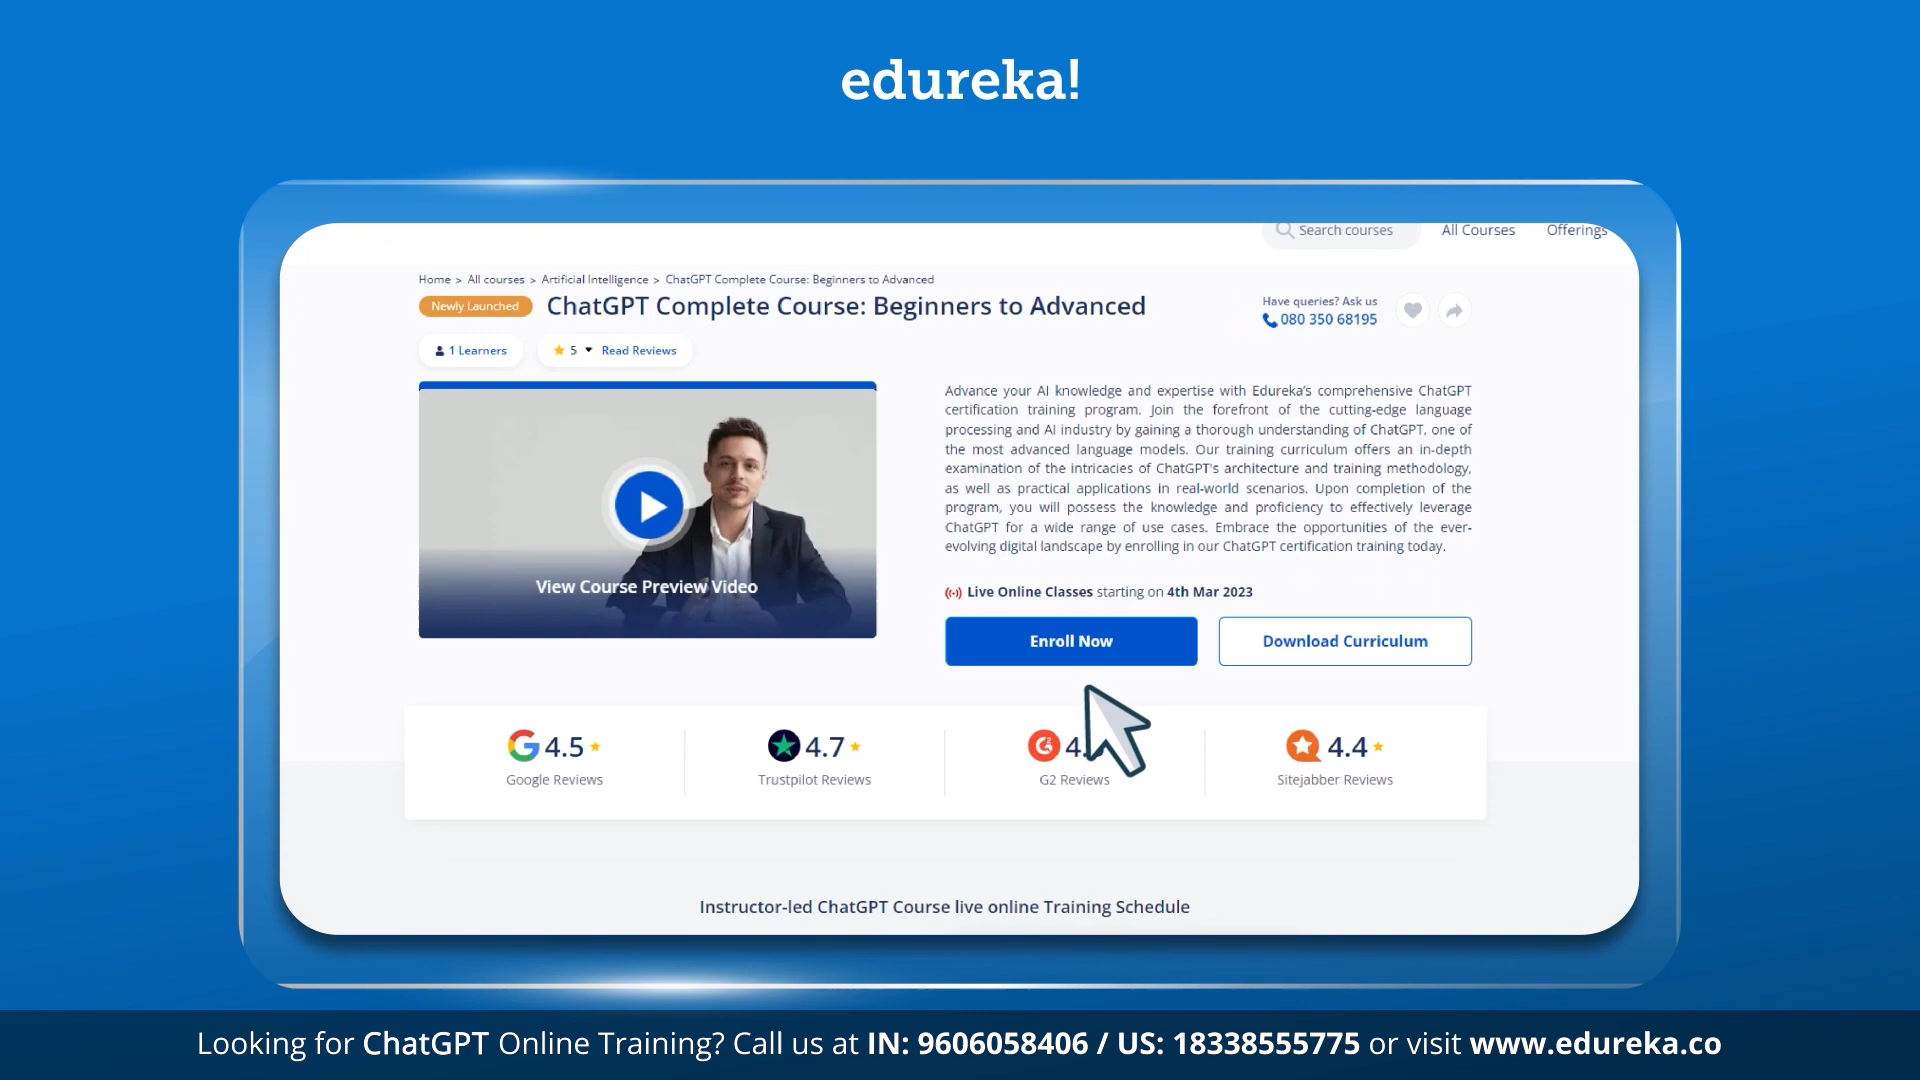 edureka!
Search courses
All Courses
Offerings
Home > All courses > Artificial Intelligence > ChatGPT Complete Course: Beginners to Advanced
Newly Launched
ChatGPT Complete Course: Beginners to Advanced
Have queries? Ask us
080 350 68195
1 Learners
5
Read Reviews
Advance your AI knowledge and expertise with Edureka’s comprehensive ChatGPT
certification training program. Join the forefront of the cutting-edge language
processing and AI industry by gaining a thorough understanding of ChatGPT, one of
the most advanced language models. Our training curriculum offers an in-depth
examination of the intricacies of ChatGPT's architecture and training methodology,
as well as practical applications in real-world scenarios. Upon completion of the
program, you will possess the knowledge and proficiency to effectively leverage
ChatGPT for a wide range of use cases. Embrace the opportunities of the ever-
evolving digital landscape by enrolling in our ChatGPT certification training today.
View Course Preview Video
Live Online Classes starting on 4th Mar 2023
Enroll Now
Download Curriculum
4.5
Google Reviews
4.7
Trustpilot Reviews
G2 Reviews
4.4
Sitejabber Reviews
Instructor-led ChatGPT Course live online Training Schedule
Looking for ChatGPT Online Training? Call us at IN: 9606058406 / US: 18338555775 or visit www.edureka.co